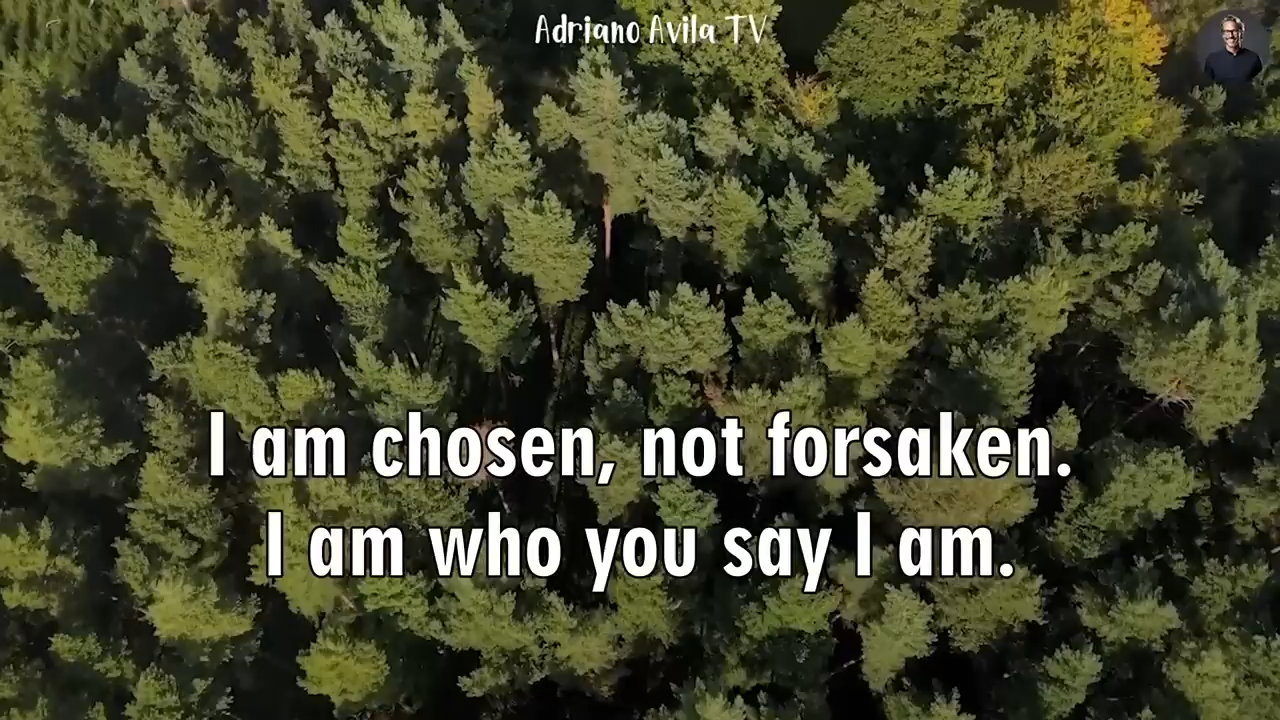 Adriano Avila TV
I am chosen, not forsaken.
I am who you say I am.